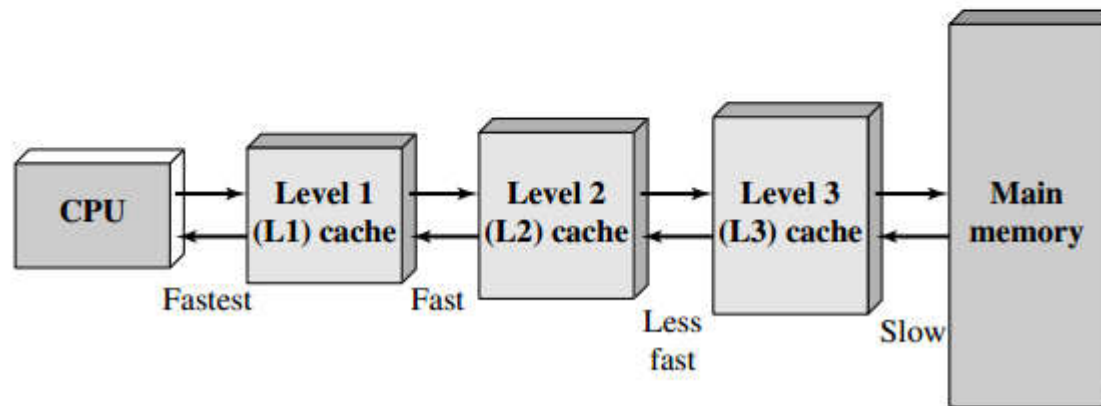 CPU
Level 1
(L1) cache
Level 2
(L2) cache
Level 3
(L3) cache
Main
memory
Fastest
Fast
Less
fast
Slow